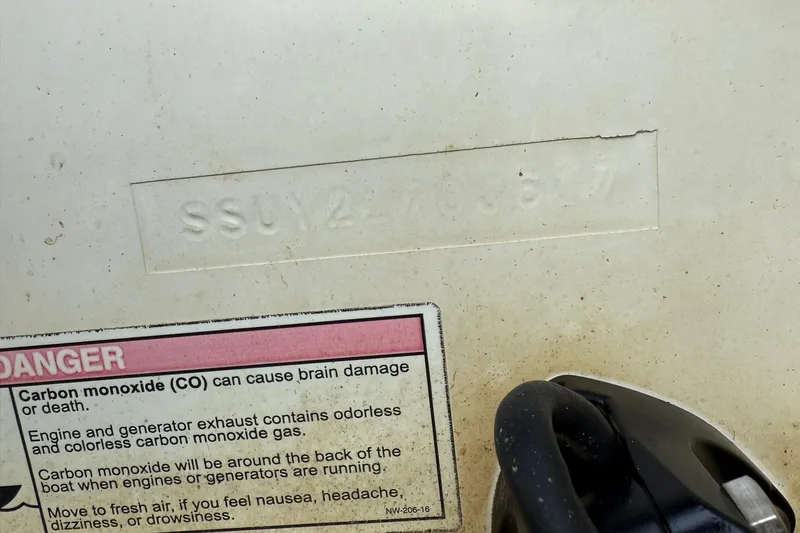 DANGER
Carbon monoxide (CO) can cause brain damage
or death.
Engine and generator exhaust contains odorless
and colorless carbon monoxide gas.
Carbon monoxide will be around the back of the
boat when engines or generators are running.
Move to fresh air, if you feel nausea, headache,
dizziness, or drowsiness.
NW-206-16